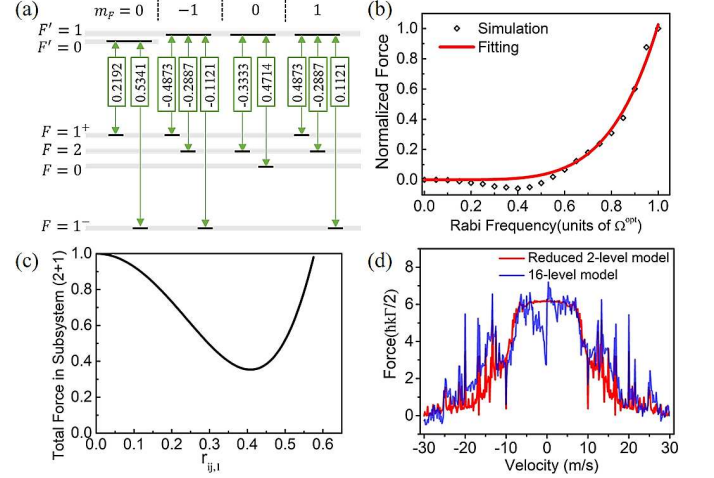 (a)
m_F = 0 −1 0 1
F′ = 1
F′ = 0
0.2192
0.5341
-0.4873
-0.2887
-0.1121
-0.3333
0.4714
0.4873
-0.2887
0.1121
F = 1⁺
F = 2
F = 0
F = 1⁻
(b)
Normalized Force
1.0
0.8
0.6
0.4
0.2
0.0
Simulation
Fitting
0.0 0.2 0.4 0.6 0.8 1.0
Rabi Frequency(units of Ω^opt)
(c)
Total Force in Subsystem (2+1)
1.0
0.8
0.6
0.4
0.2
0.0
0.0 0.1 0.2 0.3 0.4 0.5 0.6
r_ij,l
(d)
Force(ħkΓ/2)
8
6
4
2
0
Reduced 2-level model
16-level model
-30 -20 -10 0 10 20 30
Velocity (m/s)